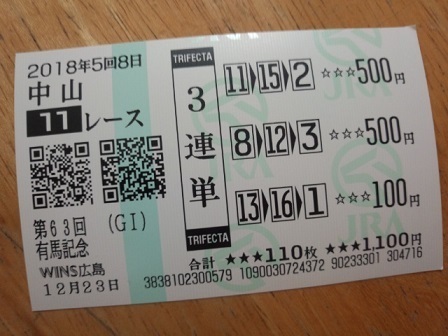 2018年5回8日
中山
11レース
第63回 (GI)
有馬記念
WINS広島
12月23日
TRIFECTA
3連単
TRIFECTA
11▶15▶2 ☆☆☆500円
8▶12▶3 ☆☆☆500円
13▶16▶1 ☆☆☆100円
JRA
JRA
合計 ★★★110枚 ★★★1,100円
3838102300579 1090030724372 90233301 304716